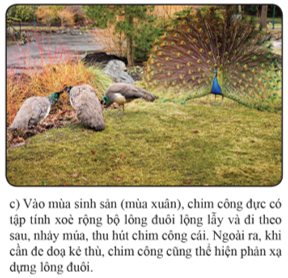 c) Vào mùa sinh sản (mùa xuân), chim công đực có
tập tính xoè rộng bộ lông đuôi lộng lẫy và đi theo
sau, nhảy múa, thu hút chim công cái. Ngoài ra, khi
cần đe doạ kẻ thù, chim công cũng thể hiện phản xạ
dựng lông đuôi.